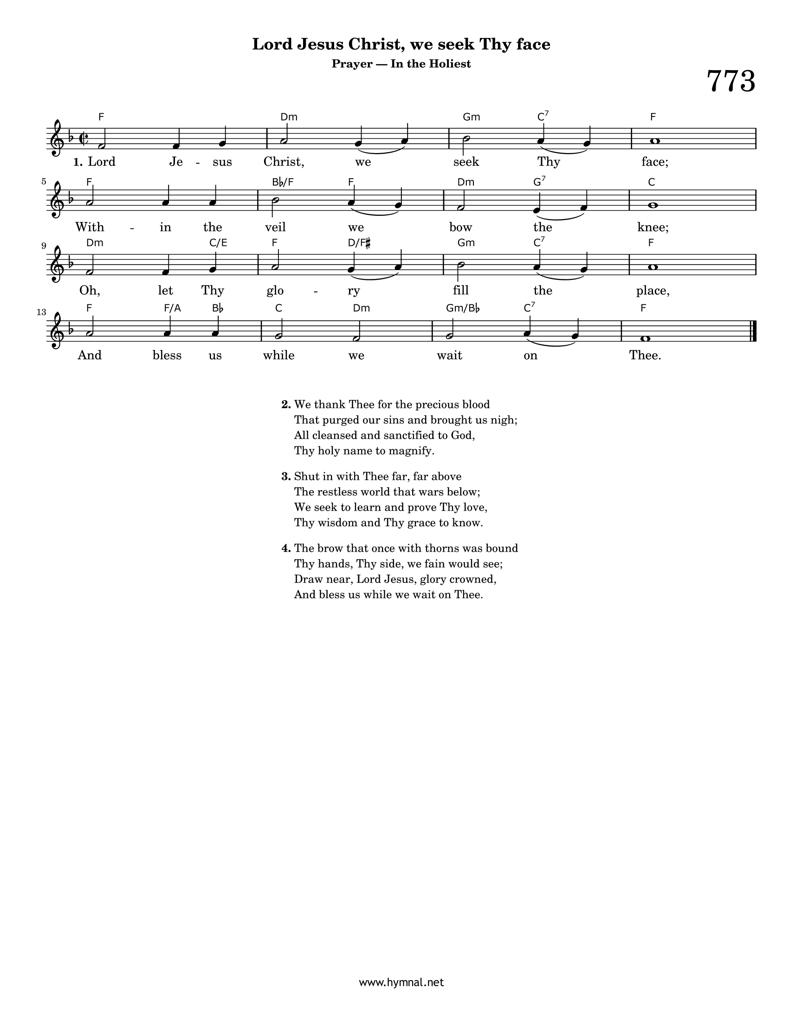 Lord Jesus Christ, we seek Thy face
Prayer — In the Holiest
773
F Dm Gm C7 F
1. Lord Je - sus Christ, we seek Thy face;
5 F B♭/F F Dm G7 C
With - in the veil we bow the knee;
9 Dm C/E F D/F♯ Gm C7 F
Oh, let Thy glo - ry fill the place,
13 F F/A B♭ C Dm Gm/B♭ C7 F
And bless us while we wait on Thee.
2. We thank Thee for the precious blood
That purged our sins and brought us nigh;
All cleansed and sanctified to God,
Thy holy name to magnify.
3. Shut in with Thee far, far above
The restless world that wars below;
We seek to learn and prove Thy love,
Thy wisdom and Thy grace to know.
4. The brow that once with thorns was bound
Thy hands, Thy side, we fain would see;
Draw near, Lord Jesus, glory crowned,
And bless us while we wait on Thee.
www.hymnal.net